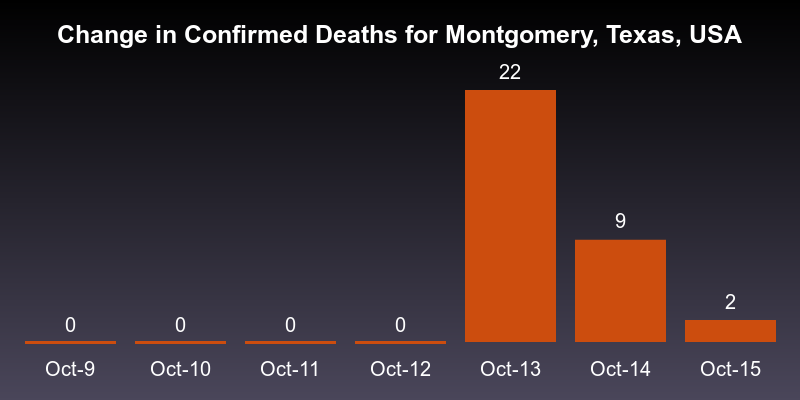 Change in Confirmed Deaths for Montgomery, Texas, USA
22
9
2
0 0 0 0
Oct-9 Oct-10 Oct-11 Oct-12 Oct-13 Oct-14 Oct-15